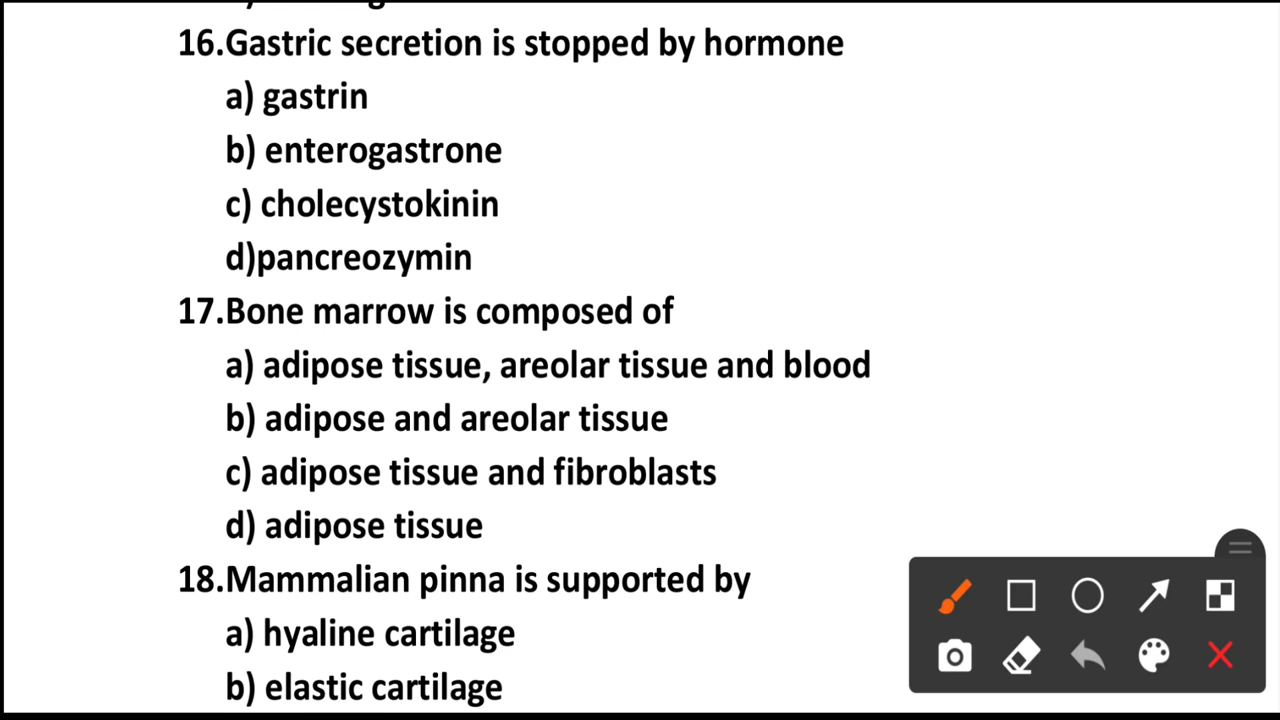 16.Gastric secretion is stopped by hormone
a) gastrin
b) enterogastrone
c) cholecystokinin
d)pancreozymin
17.Bone marrow is composed of
a) adipose tissue, areolar tissue and blood
b) adipose and areolar tissue
c) adipose tissue and fibroblasts
d) adipose tissue
18.Mammalian pinna is supported by
a) hyaline cartilage
b) elastic cartilage